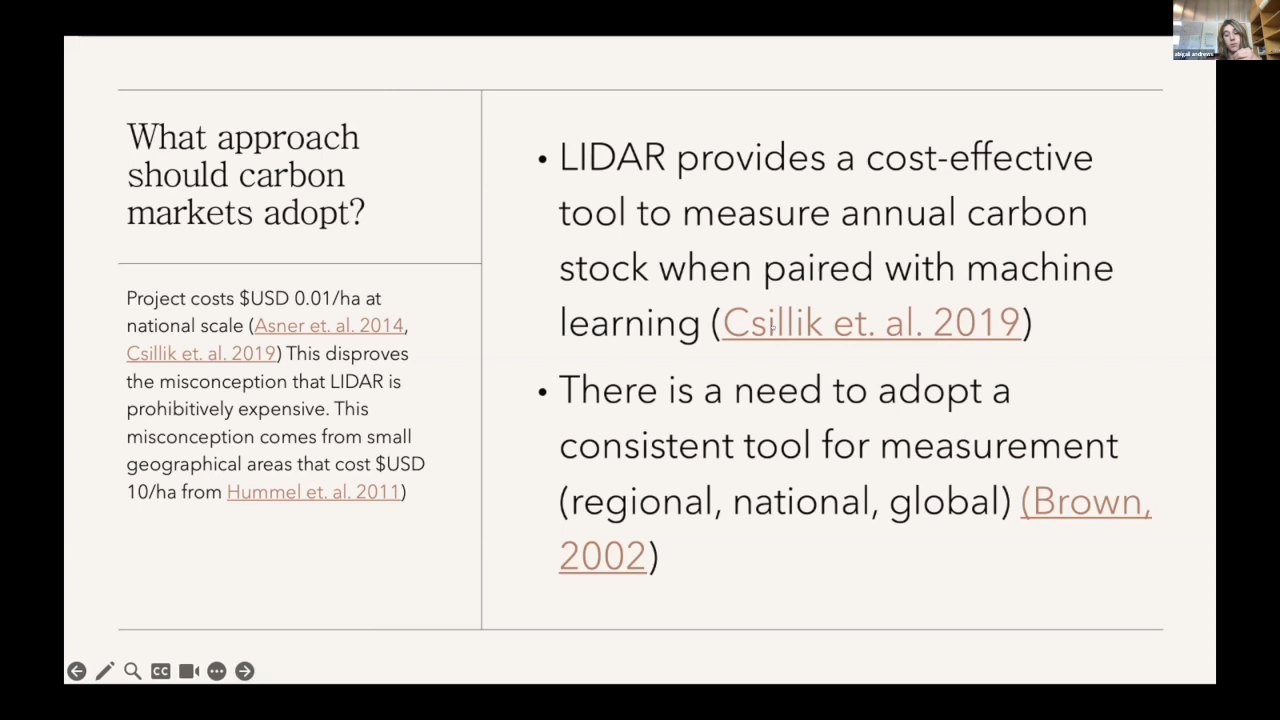 What approach
should carbon
markets adopt?
Project costs $USD 0.01/ha at
national scale (Asner et. al. 2014,
Csillik et. al. 2019) This disproves
the misconception that LIDAR is
prohibitively expensive. This
misconception comes from small
geographical areas that cost $USD
10/ha from Hummel et. al. 2011)
• LIDAR provides a cost-effective
tool to measure annual carbon
stock when paired with machine
learning (Csillik et. al. 2019)
• There is a need to adopt a
consistent tool for measurement
(regional, national, global) (Brown,
2002)
CC
abigail andrews